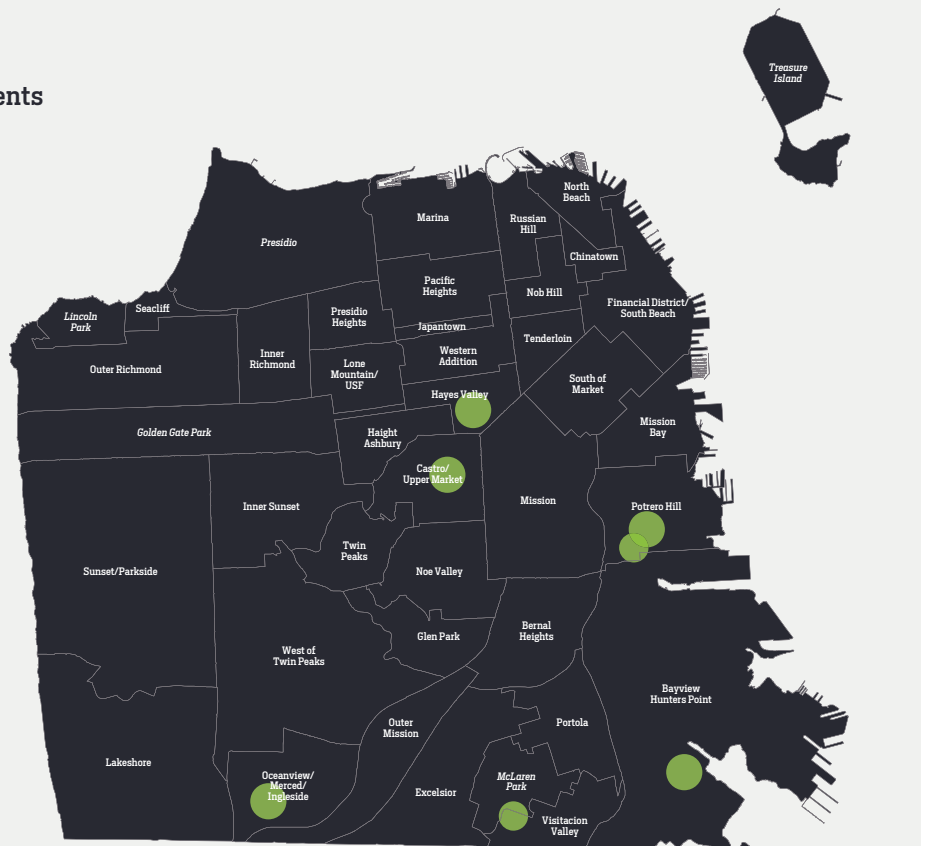 ents
Treasure
Island
North
Beach
Marina
Russian
Hill
Presidio
Chinatown
Pacific
Heights
Nob Hill
Financial District/
South Beach
Seacliff
Lincoln
Park
Presidio
Heights
Japantown
Tenderloin
Western
Addition
Inner
Richmond
Outer Richmond
Lone
Mountain/
USF
South of
Market
Hayes Valley
Mission
Bay
Golden Gate Park
Haight
Ashbury
Castro/
Upper Market
Mission
Potrero Hill
Inner Sunset
Twin
Peaks
Sunset/Parkside
Noe Valley
Glen Park
Bernal
Heights
West of
Twin Peaks
Bayview
Hunters Point
Outer
Mission
Portola
Lakeshore
Oceanview/
Merced/
Ingleside
McLaren
Park
Excelsior
Visitacion
Valley